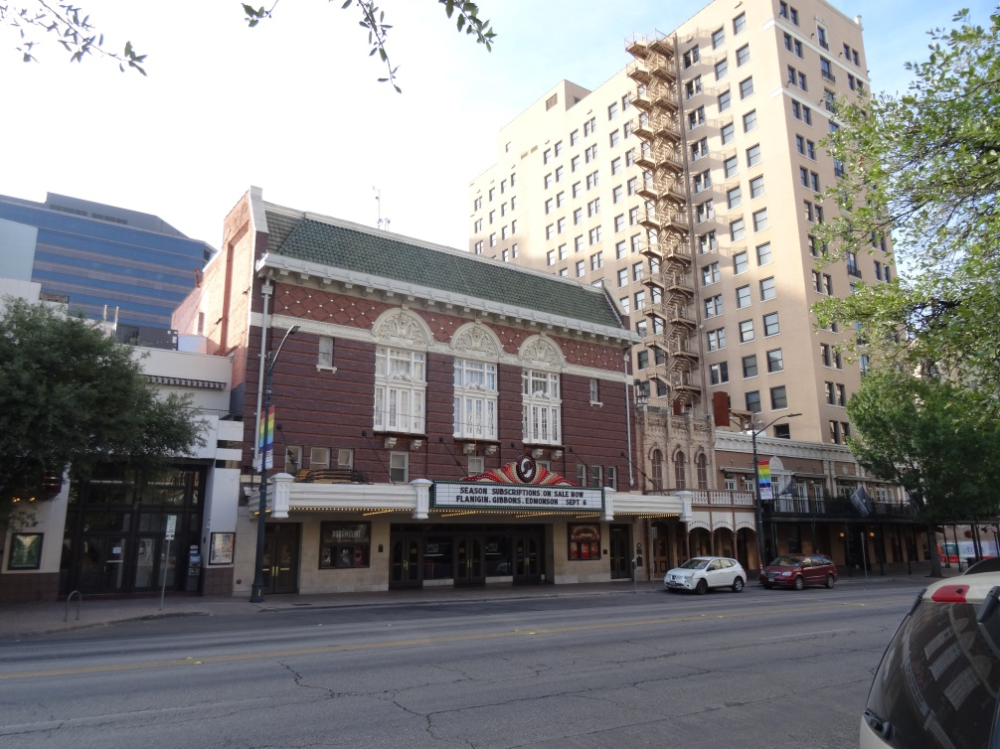 SEASON SUBSCRIPTIONS ON SALE NOW
FLANIGIN. GIBBONS. EDMONSON SEPT 6
PARAMOUNT